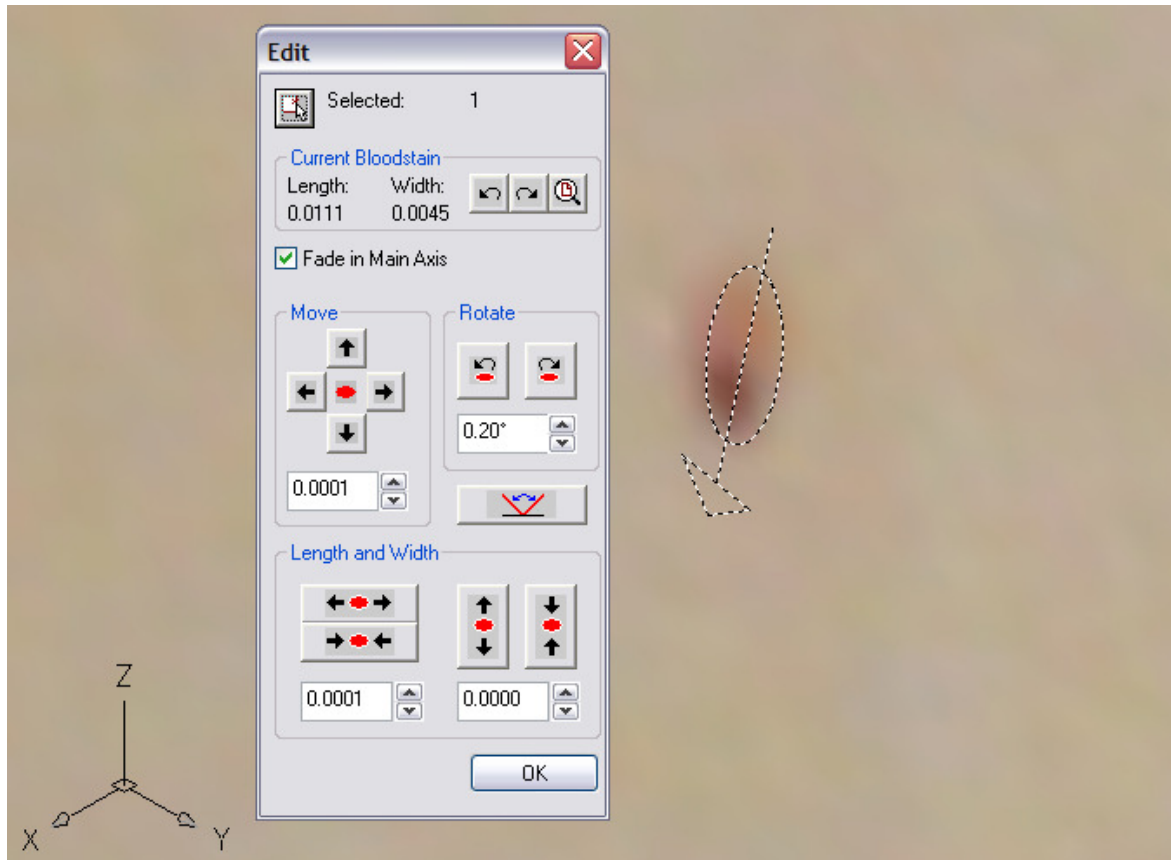 Edit
Selected: 1
Current Bloodstain
Length: Width:
0.0111 0.0045
Fade in Main Axis
Move Rotate
0.20°
0.0001
Length and Width
0.0001 0.0000
OK
Z
X Y